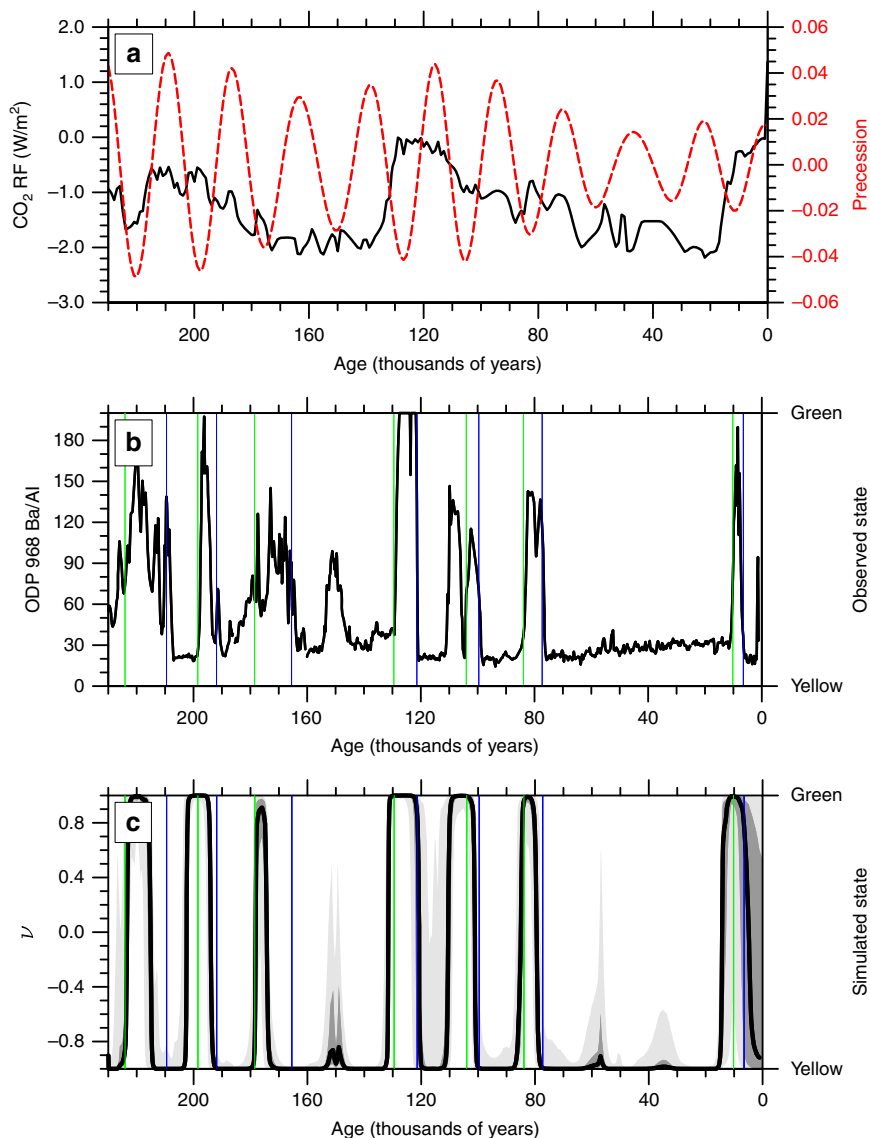 a
2.0
1.0
0.0
−1.0
−2.0
−3.0
CO2 RF (W/m2)
0.06
0.04
0.02
0.00
−0.02
−0.04
−0.06
Precession
200
160
120
80
40
0
Age (thousands of years)
b
180
150
120
90
60
30
0
ODP 968 Ba/Al
Green
Observed state
Yellow
200
160
120
80
40
0
Age (thousands of years)
c
0.8
0.4
0.0
−0.4
−0.8
ν
Green
Simulated state
Yellow
200
160
120
80
40
0
Age (thousands of years)